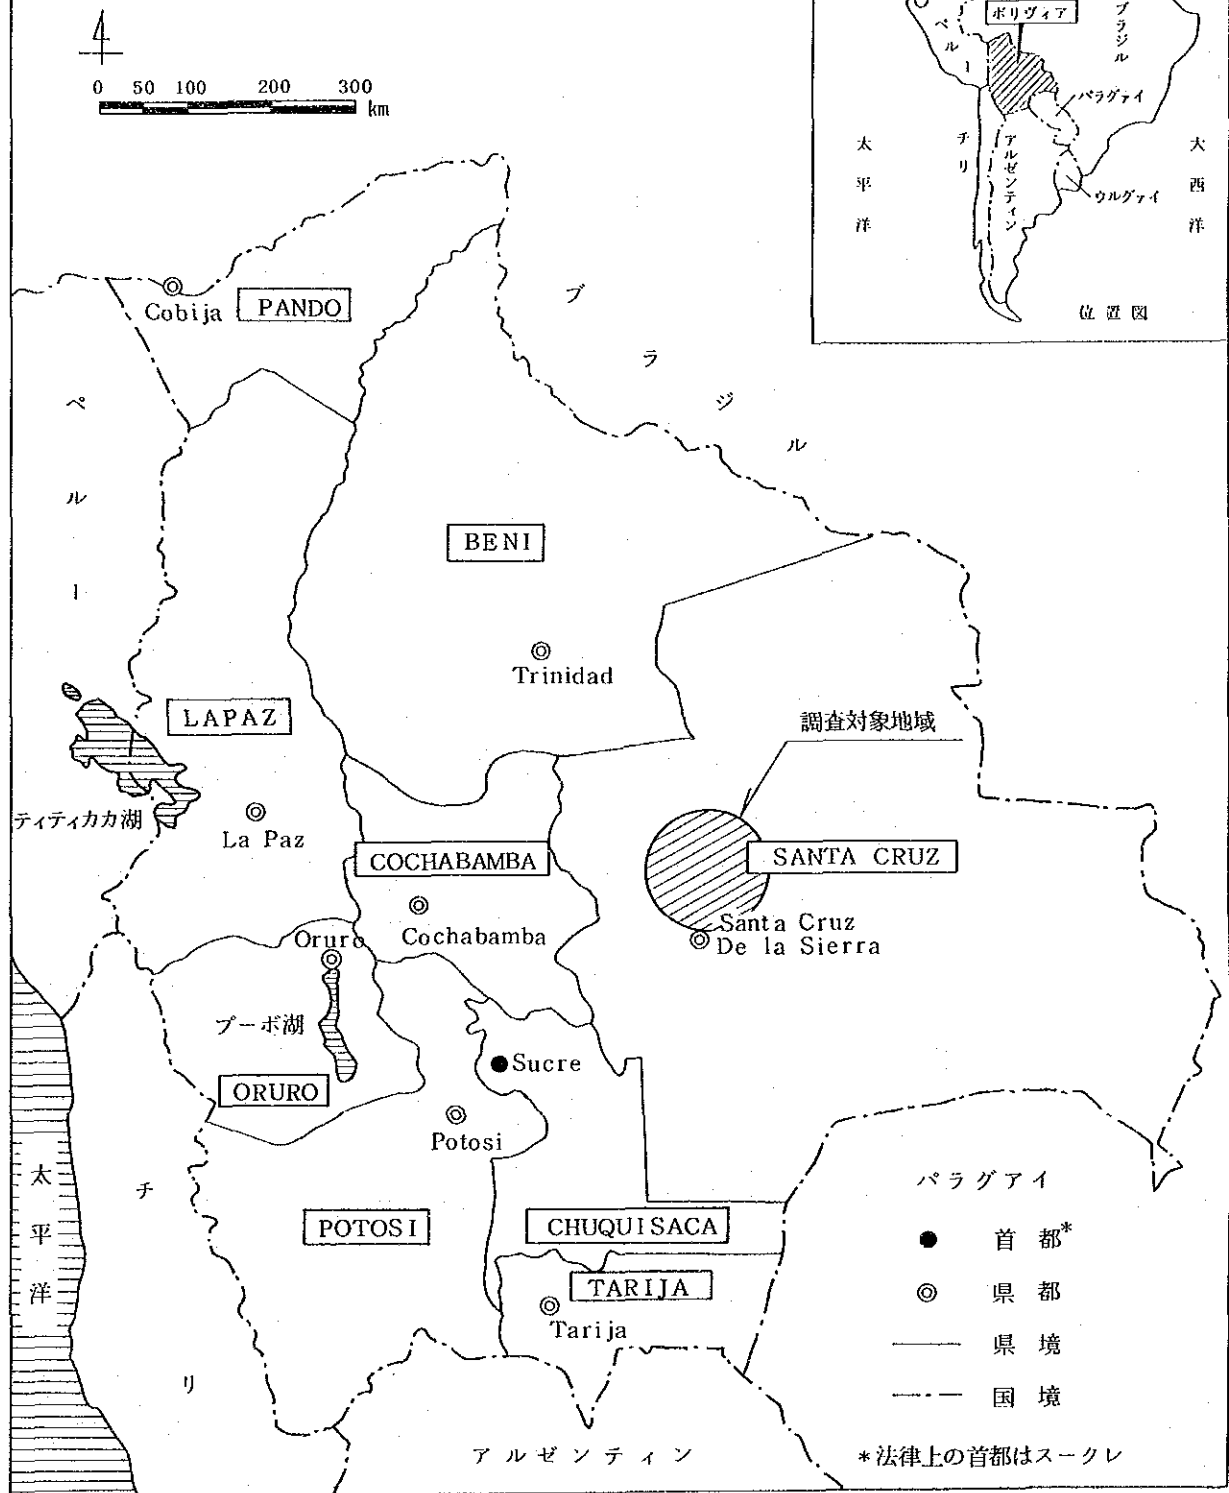 0 50 100 200 300
km
ボリヴィア
ペルー
ブラジル
パラグァイ
チリ
アルゼンティン
ウルグァイ
太平洋
大西洋
位置図
Cobija
PANDO
ブラジル
ペルー
BENI
Trinidad
LAPAZ
調査対象地域
ティティカカ湖
La Paz
COCHABAMBA
SANTA CRUZ
Cochabamba
Santa Cruz
De la Sierra
Oruro
プーボ湖
Sucre
ORURO
Potosi
太平洋
チリ
POTOSI
CHUQUISACA
TARIJA
Tarija
パラグアイ
首都*
県都
県境
国境
アルゼンティン
*法律上の首都はスークレ